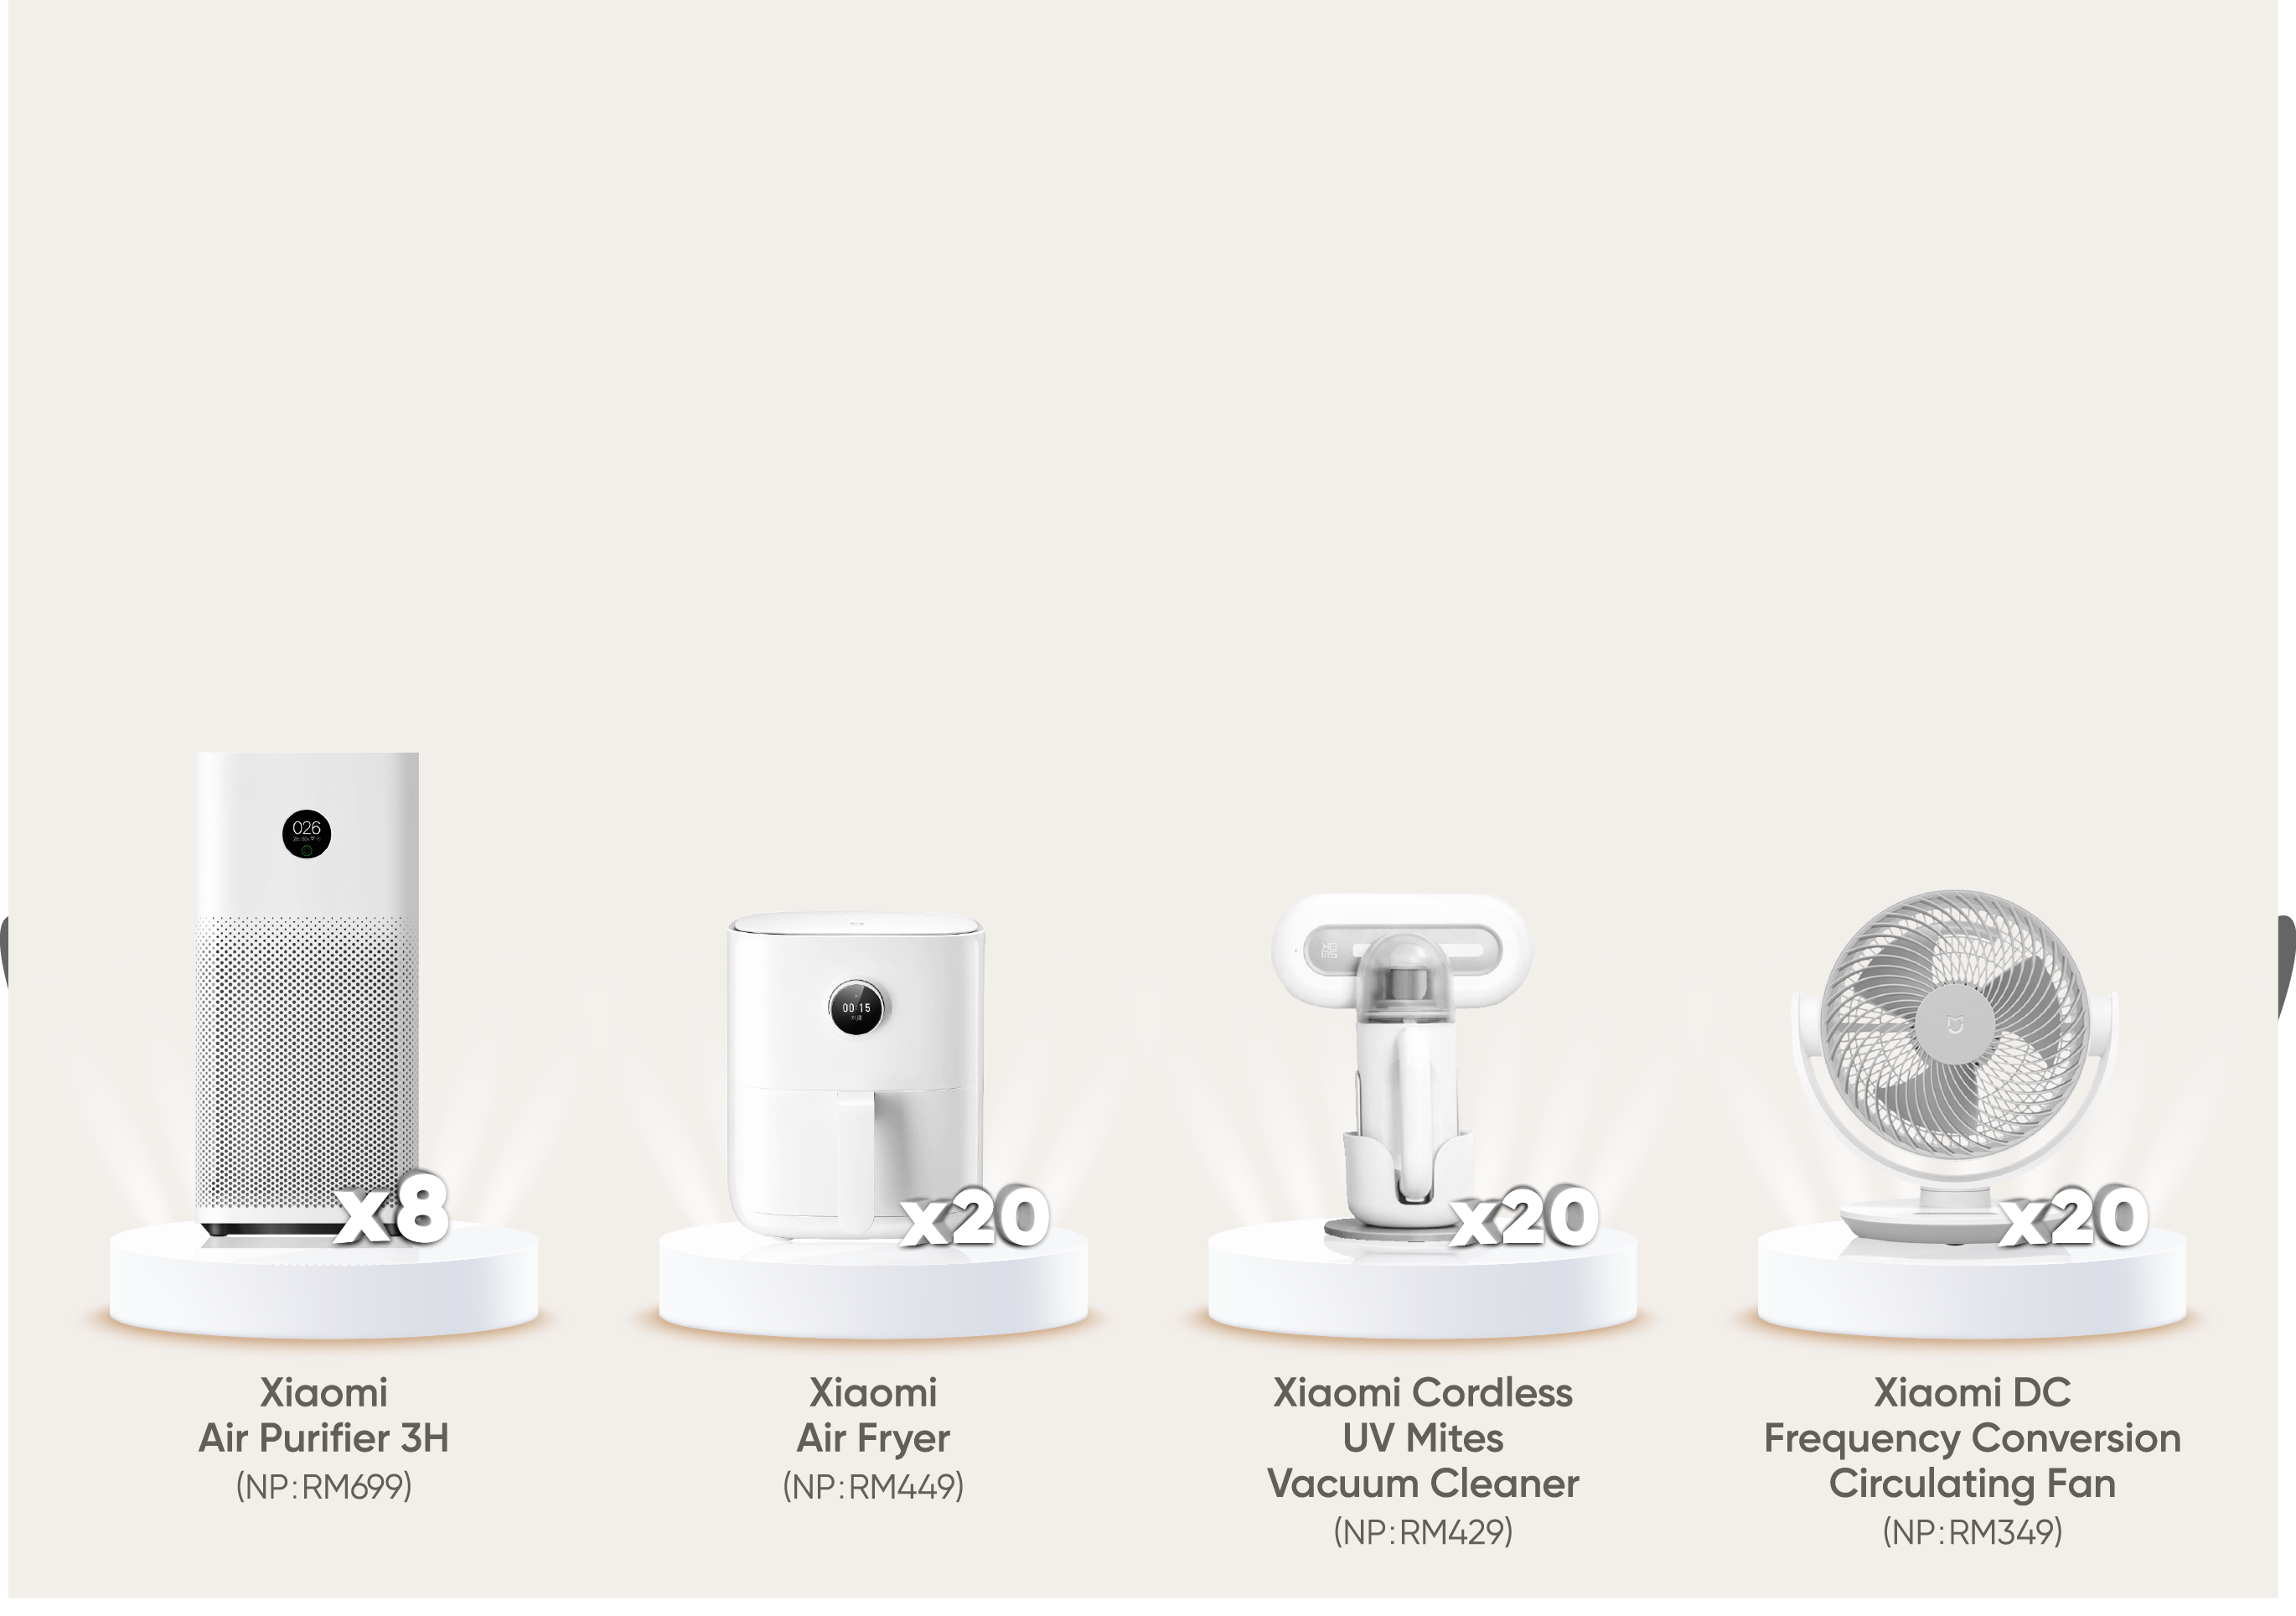 026
00:15
x8
x20
x20
x20
Xiaomi
Air Purifier 3H
(NP:RM699)
Xiaomi
Air Fryer
(NP:RM449)
Xiaomi Cordless
UV Mites
Vacuum Cleaner
(NP:RM429)
Xiaomi DC
Frequency Conversion
Circulating Fan
(NP:RM349)